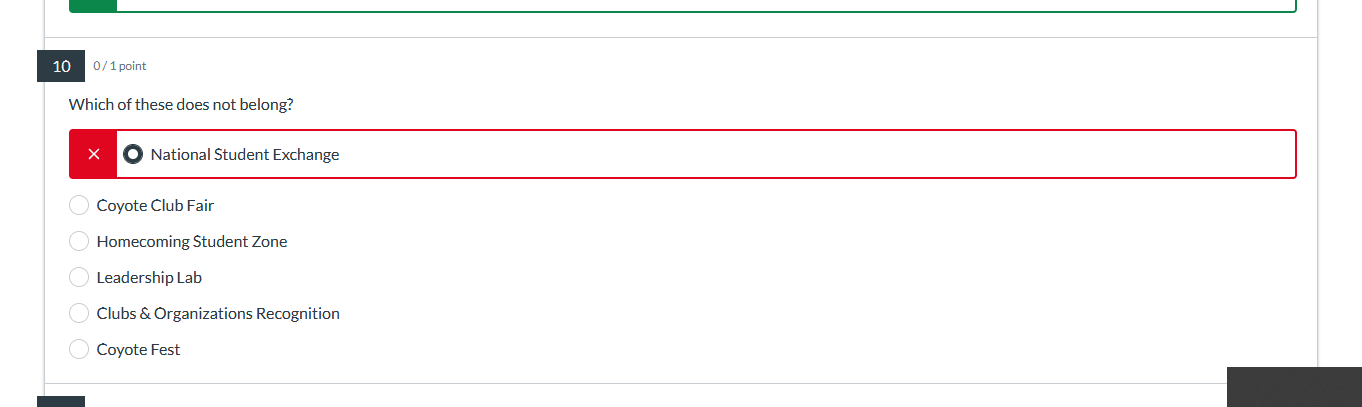 10 0 / 1 point
Which of these does not belong?
National Student Exchange
Coyote Club Fair
Homecoming Student Zone
Leadership Lab
Clubs & Organizations Recognition
Coyote Fest